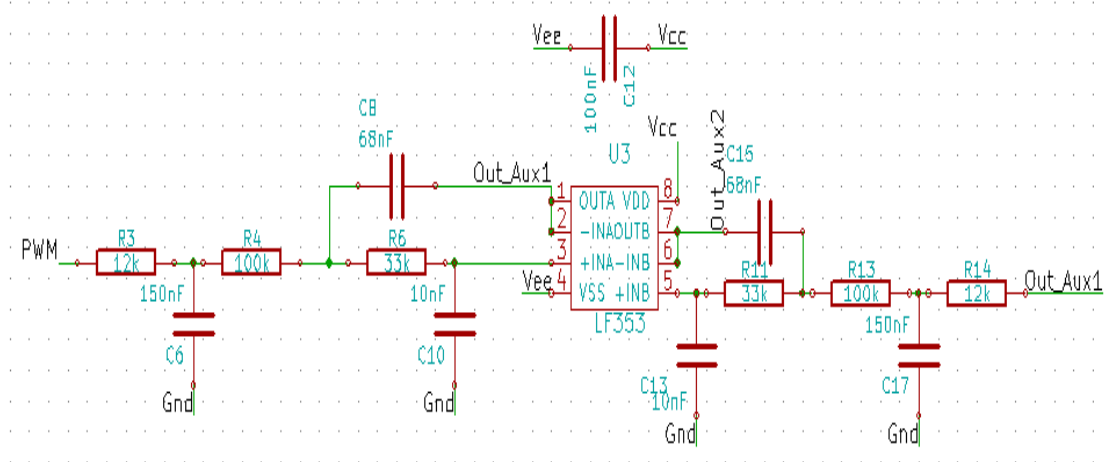 Vee
Vcc
100nF
C12
C8
68nF
Out_Aux1
U3
Vcc
Out_Aux2
C15
68nF
1
OUTA VDD
8
2
-INAOUTB
7
3
+INA-INB
6
4
VSS +INB
5
LF353
PWM
R3
12k
R4
100k
R6
33k
150nF
C6
Gnd
10nF
C10
Gnd
Vee
R11
33k
R13
100k
R14
12k
Out_Aux1
C13
10nF
Gnd
150nF
C17
Gnd